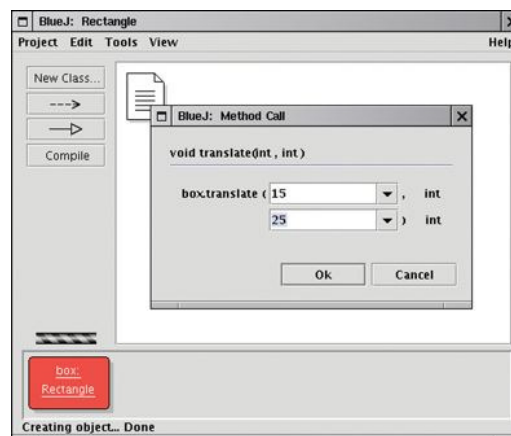 BlueJ: Rectangle
Project Edit Tools View Help
New Class...
--->
Compile
BlueJ: Method Call
void translate(int, int)
box.translate ( 15 , int
25 ) int
Ok Cancel
box:
Rectangle
Creating object... Done